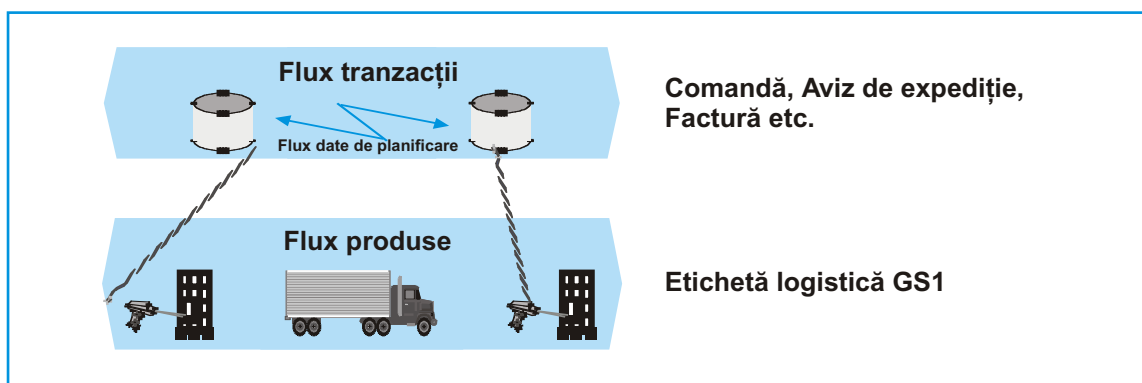 Flux tranzacții
Flux date de planificare
Comandă, Aviz de expediție,
Factură etc.
Flux produse
Etichetă logistică GS1